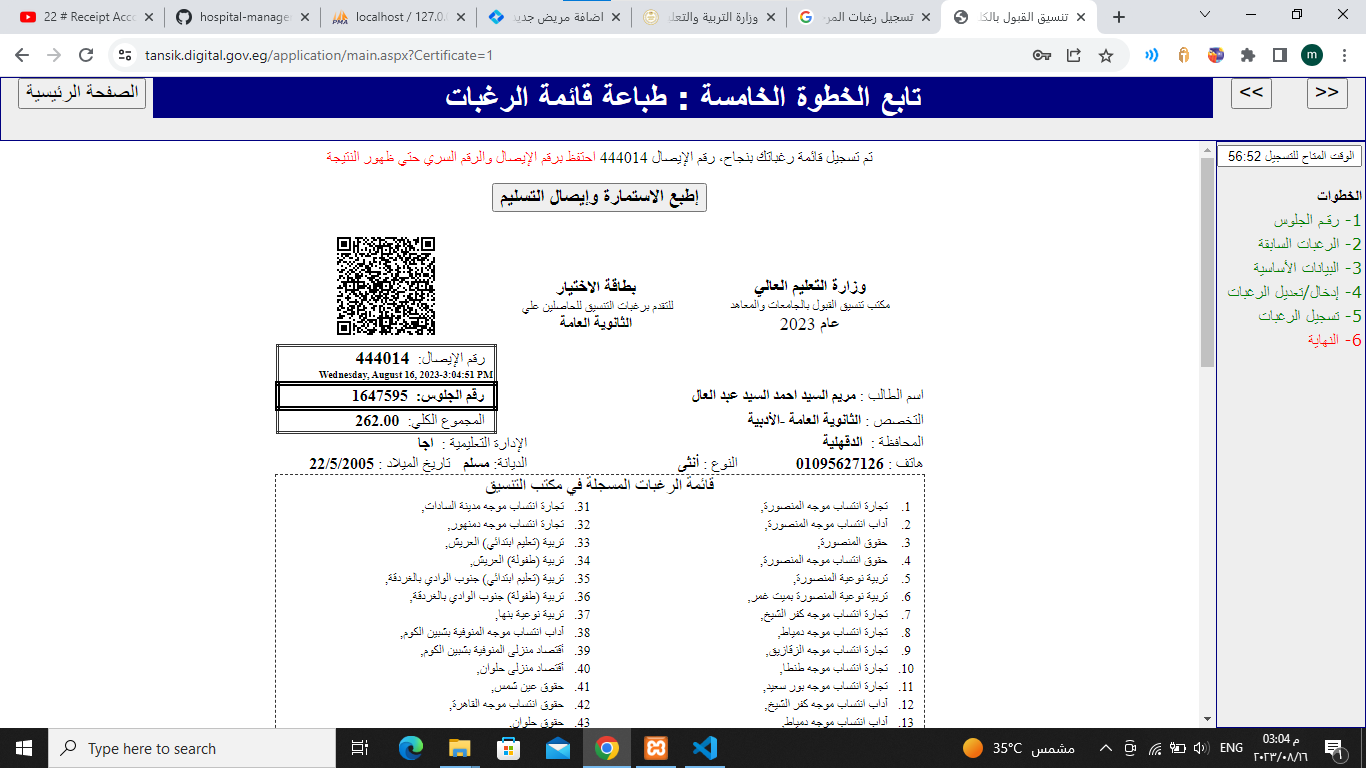 22 # Receipt Acc
hospital-manage
localhost / 127.0.
اضافة مريض جديد
وزارة التربية والتعل
تسجيل رغبات المر
تنسيق القبول بالكل
tansik.digital.gov.eg/application/main.aspx?Certificate=1
m
الصفحة الرئيسية
تابع الخطوة الخامسة : طباعة قائمة الرغبات
<<
>>
تم تسجيل قائمة رغباتك بنجاح، رقم الإيصال 444014 احتفظ برقم الإيصال والرقم السري حتي ظهور النتيجة
إطبع الاستمارة وإيصال التسليم
الوقت المتاح للتسجيل 56:52
الخطوات
1- رقم الجلوس
2- الرغبات السابقة
3- البيانات الأساسية
4- إدخال/تعديل الرغبات
5- تسجيل الرغبات
6- النهاية
وزارة التعليم العالي
مكتب تنسيق القبول بالجامعات والمعاهد
عام 2023
بطاقة الاختيار
للتقدم برغبات التنسيق للحاصلين علي
الثانوية العامة
رقم الإيصال: 444014
Wednesday, August 16, 2023-3:04:51 PM
رقم الجلوس: 1647595
المجموع الكلي: 262.00
اسم الطالب : مريم السيد احمد السيد عبد العال
التخصص : الثانوية العامة -الأدبية
المحافظة : الدقهلية
الإدارة التعليمية : اجا
هاتف : 01095627126
النوع : أنثى
الديانة: مسلم
تاريخ الميلاد : 22/5/2005
قائمة الرغبات المسجلة في مكتب التنسيق
1. تجارة انتساب موجه المنصورة,
2. آداب انتساب موجه المنصورة,
3. حقوق المنصورة,
4. حقوق انتساب موجه المنصورة,
5. تربية نوعية المنصورة,
6. تربية نوعية المنصورة بميت غمر,
7. تجارة انتساب موجه كفر الشيخ,
8. تجارة انتساب موجه دمياط,
9. تجارة انتساب موجه الزقازيق,
10. تجارة انتساب موجه طنطا,
11. تجارة انتساب موجه بور سعيد,
12. آداب انتساب موجه كفر الشيخ,
13. آداب انتساب موجه دمياط,
31. تجارة انتساب موجه مدينة السادات,
32. تجارة انتساب موجه دمنهور,
33. تربية (تعليم ابتدائي) العريش,
34. تربية (طفولة) العريش,
35. تربية (تعليم ابتدائي) جنوب الوادي بالغردقة,
36. تربية (طفولة) جنوب الوادي بالغردقة,
37. تربية نوعية بنها,
38. آداب انتساب موجه المنوفية بشبين الكوم,
39. أقتصاد منزلى المنوفية بشبين الكوم,
40. أقتصاد منزلى حلوان,
41. حقوق عين شمس,
42. حقوق انتساب موجه القاهرة,
43. حقوق حلوان,
Type here to search
35°C مشمس
ENG
03:04 م
٢٠٢٣/٠٨/١٦
1